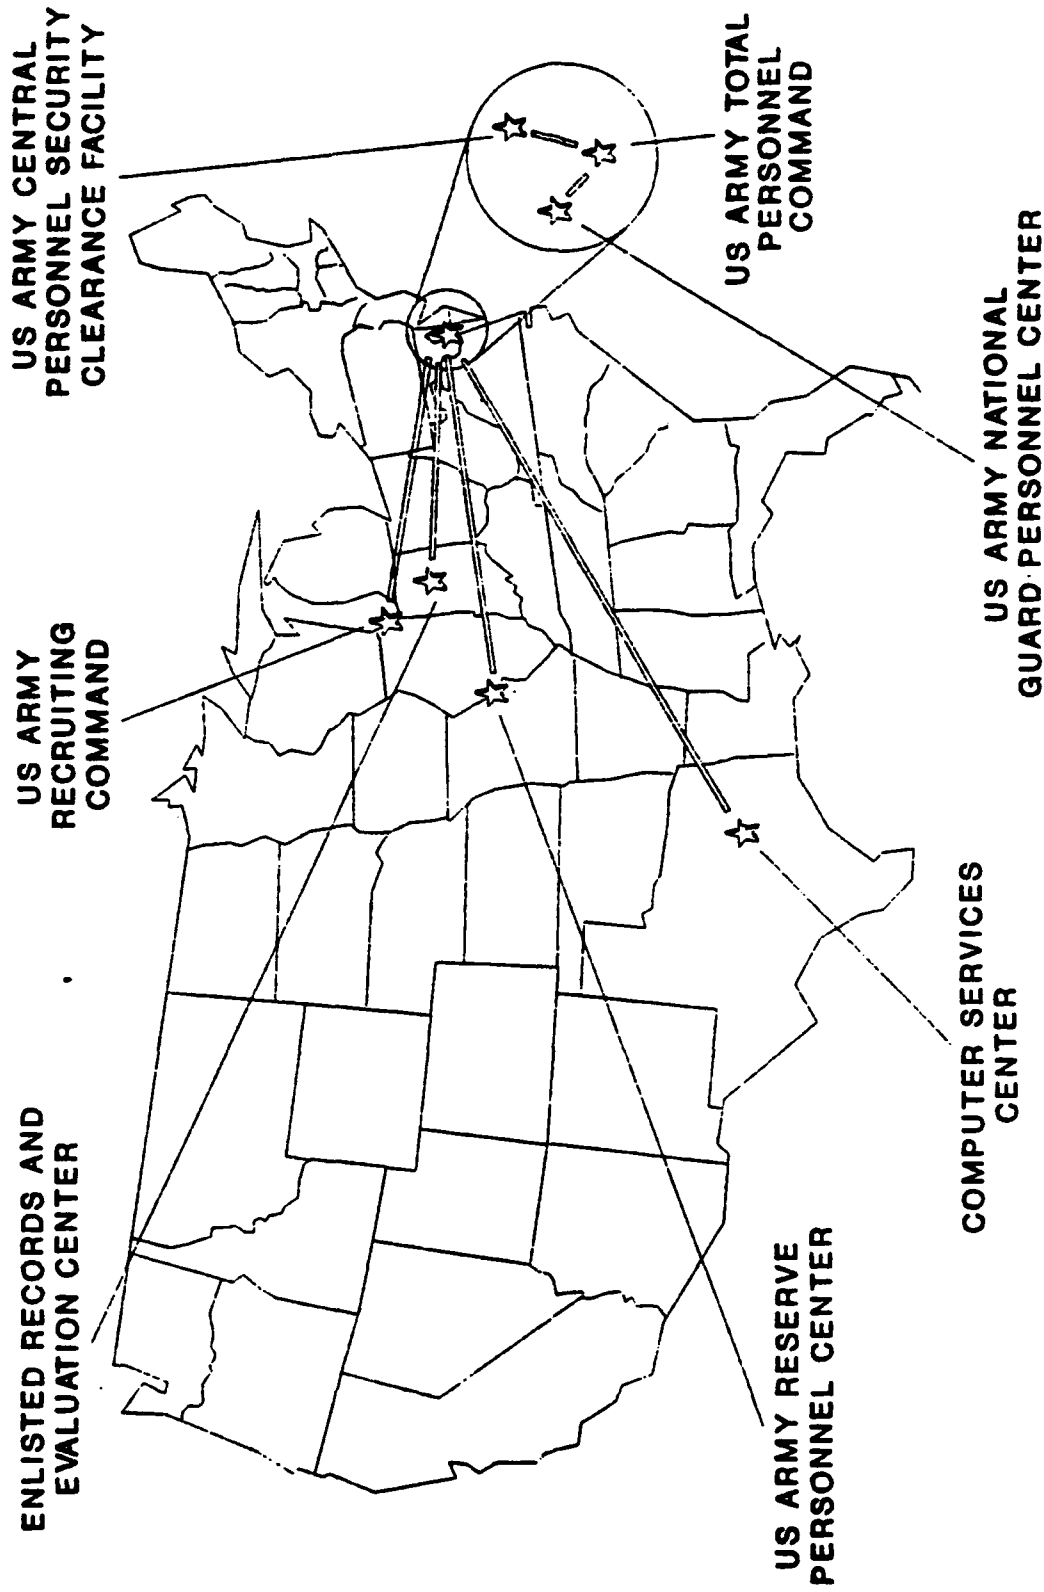 ENLISTED RECORDS AND
EVALUATION CENTER
US ARMY
RECRUITING
COMMAND
US ARMY CENTRAL
PERSONNEL SECURITY
CLEARANCE FACILITY
US ARMY RESERVE
PERSONNEL CENTER
COMPUTER SERVICES
CENTER
US ARMY NATIONAL
GUARD PERSONNEL CENTER
US ARMY TOTAL
PERSONNEL
COMMAND